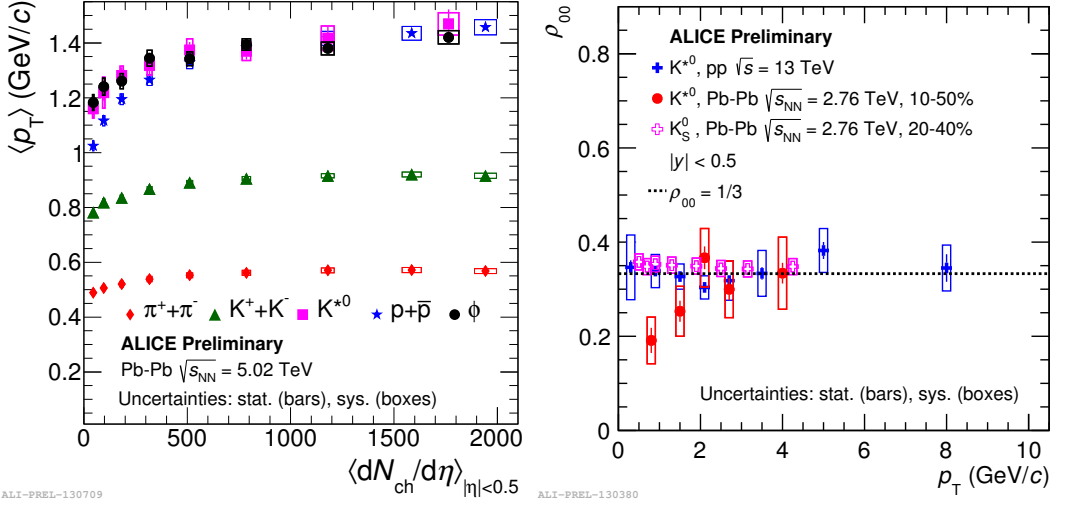 ⟨p_T⟩ (GeV/c)
1.4
1.2
1
0.8
0.6
0.4
0.2
π⁺+π⁻ K⁺+K⁻ K*⁰ p+p̅ ϕ
ALICE Preliminary
Pb-Pb √s_NN = 5.02 TeV
Uncertainties: stat. (bars), sys. (boxes)
0 500 1000 1500 2000
⟨dN_ch/dη⟩_|η|<0.5
ALI-PREL-130709
ρ₀₀
0.8
0.6
0.4
0.2
0
ALICE Preliminary
K*⁰, pp √s = 13 TeV
K*⁰, Pb-Pb √s_NN = 2.76 TeV, 10-50%
K⁰_S , Pb-Pb √s_NN = 2.76 TeV, 20-40%
|y| < 0.5
ρ₀₀ = 1/3
Uncertainties: stat. (bars), sys. (boxes)
0 2 4 6 8 10
p_T (GeV/c)
ALI-PREL-130380